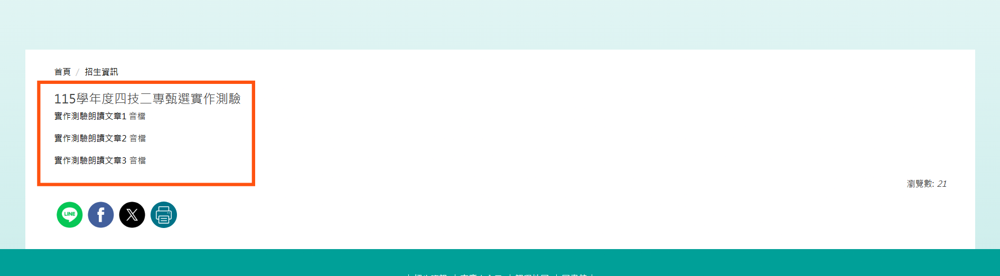 首頁 / 招生資訊
115學年度四技二專甄選實作測驗
實作測驗朗讀文章1 音檔
實作測驗朗讀文章2 音檔
實作測驗朗讀文章3 音檔
瀏覽數: 21
LINE